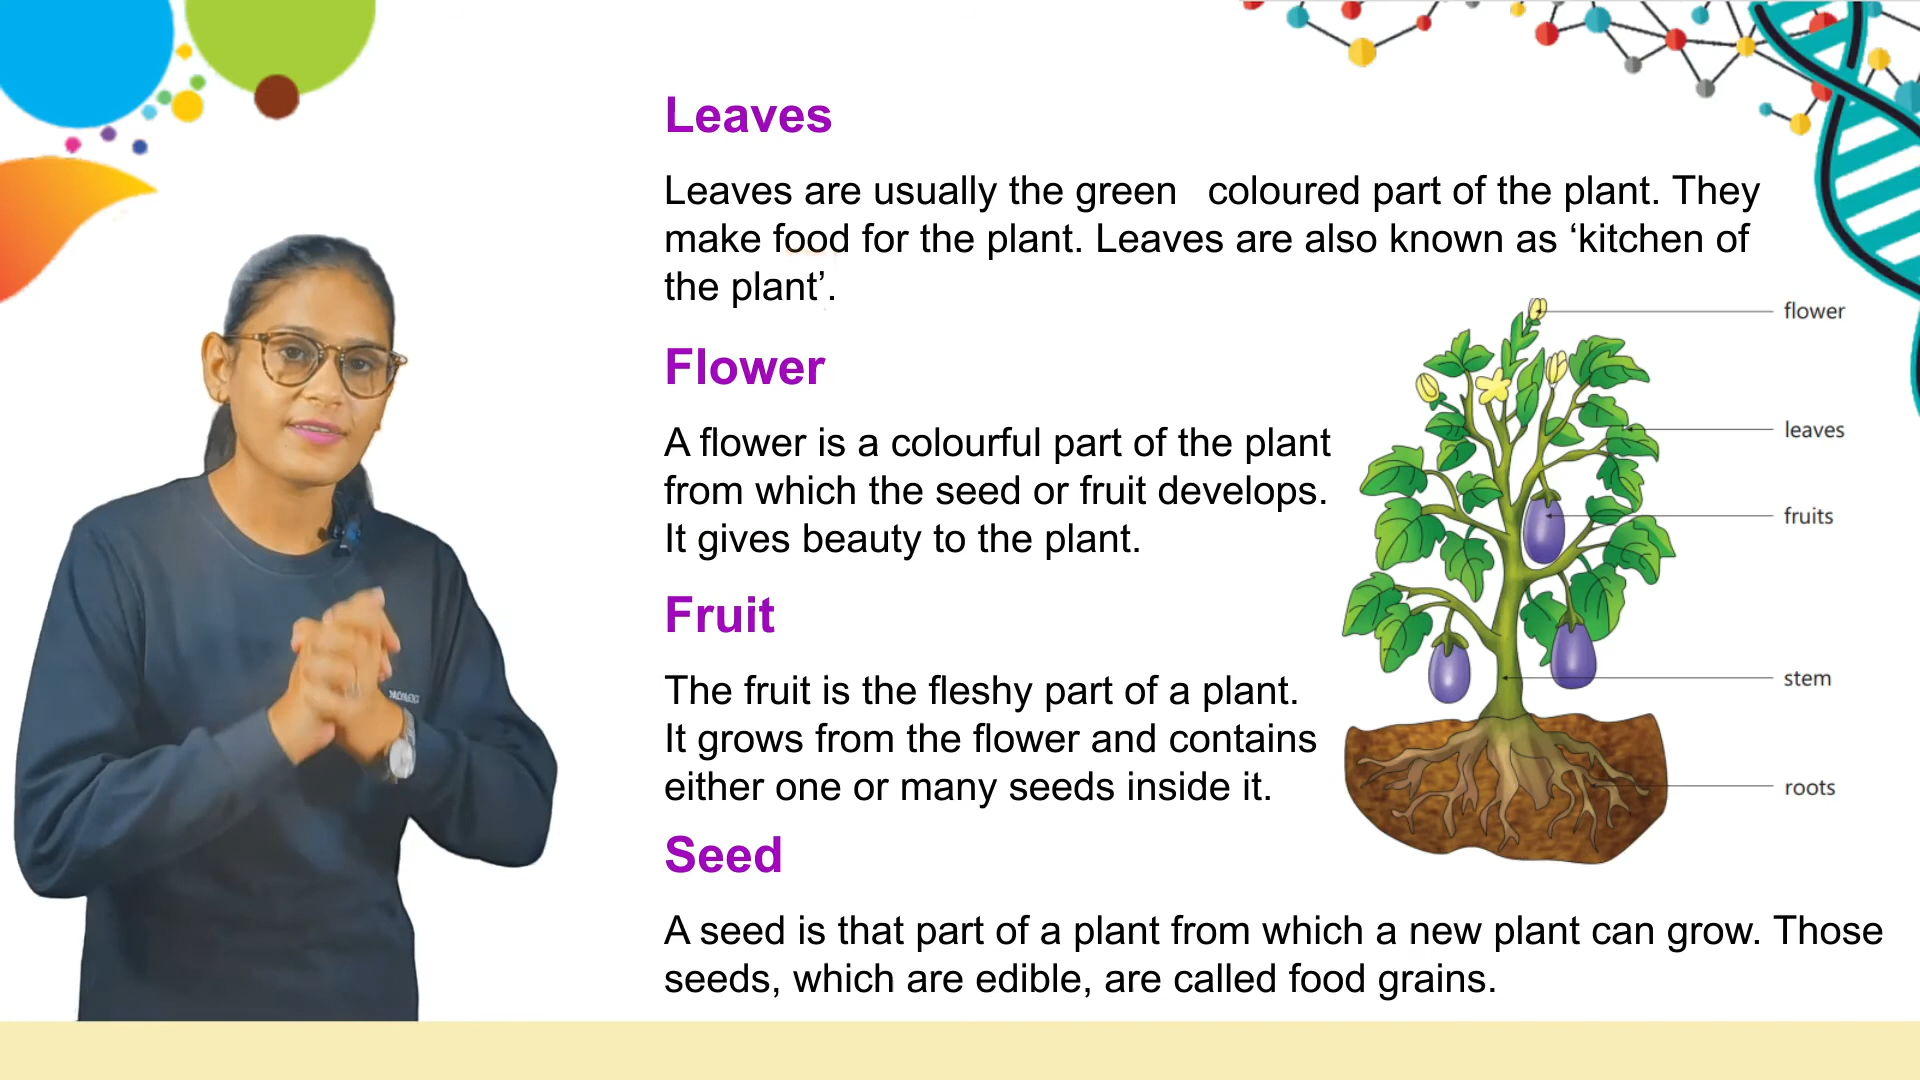 Leaves
Leaves are usually the green coloured part of the plant. They
make food for the plant. Leaves are also known as ‘kitchen of
the plant’.
Flower
A flower is a colourful part of the plant
from which the seed or fruit develops.
It gives beauty to the plant.
Fruit
The fruit is the fleshy part of a plant.
It grows from the flower and contains
either one or many seeds inside it.
Seed
A seed is that part of a plant from which a new plant can grow. Those
seeds, which are edible, are called food grains.
flower
leaves
fruits
stem
roots